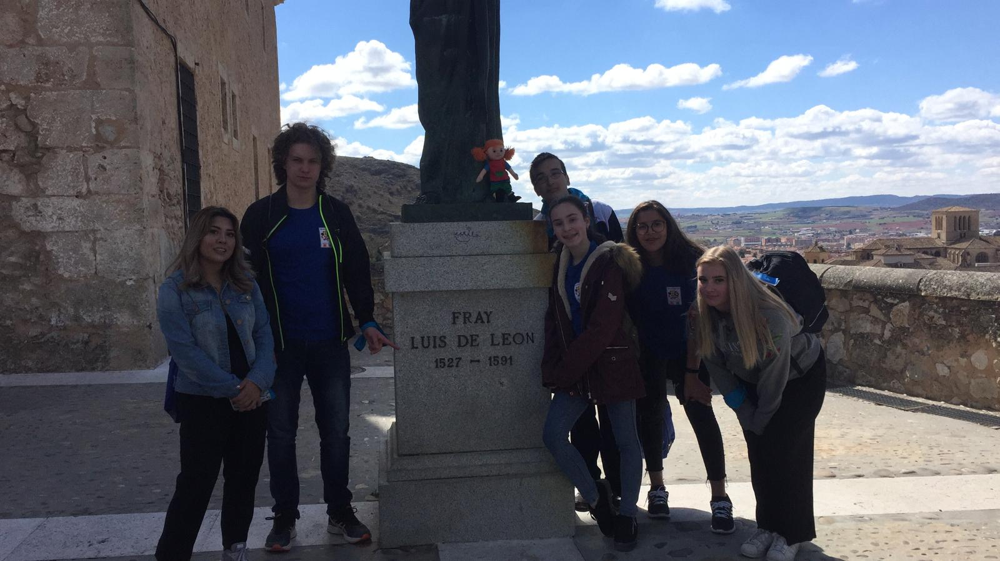 FRAY
LUIS DE LEON
1527 - 1591